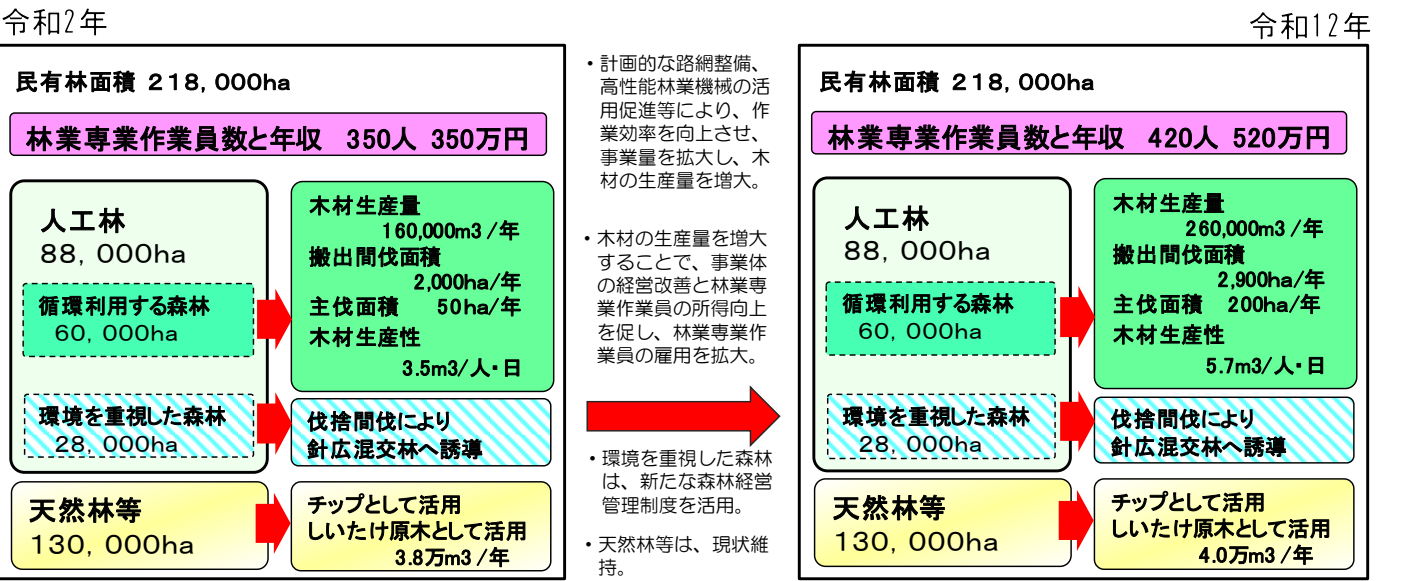 令和2年
民有林面積 218,000ha
林業専業作業員数と年収 350人 350万円
人工林
88,000ha
循環利用する森林
60,000ha
環境を重視した森林
28,000ha
木材生産量
160,000m3/年
搬出間伐面積
2,000ha/年
主伐面積 50ha/年
木材生産性
3.5m3/人・日
伐捨間伐により
針広混交林へ誘導
天然林等
130,000ha
チップとして活用
しいたけ原木として活用
3.8万m3/年
・計画的な路網整備、
高性能林業機械の活
用促進等により、作
業効率を向上させ、
事業量を拡大し、木
材の生産量を増大。
・木材の生産量を増大
することで、事業体
の経営改善と林業専
業作業員の所得向上
を促し、林業専業作
業員の雇用を拡大。
・環境を重視した森林
は、新たな森林経営
管理制度を活用。
・天然林等は、現状維
持。
令和12年
民有林面積 218,000ha
林業専業作業員数と年収 420人 520万円
人工林
88,000ha
循環利用する森林
60,000ha
環境を重視した森林
28,000ha
木材生産量
260,000m3/年
搬出間伐面積
2,900ha/年
主伐面積 200ha/年
木材生産性
5.7m3/人・日
伐捨間伐により
針広混交林へ誘導
天然林等
130,000ha
チップとして活用
しいたけ原木として活用
4.0万m3/年